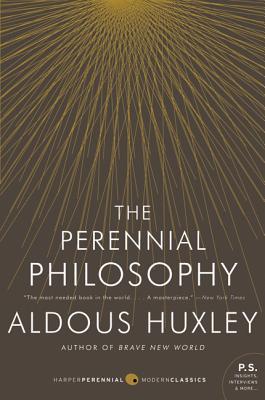 THE
PERENNIAL
PHILOSOPHY
"The most needed book in the world. . . . A masterpiece." —New York Times
ALDOUS HUXLEY
AUTHOR OF BRAVE NEW WORLD
HARPERPERENNIAL MODERNCLASSICS
P.S.
INSIGHTS,
INTERVIEWS
& MORE...